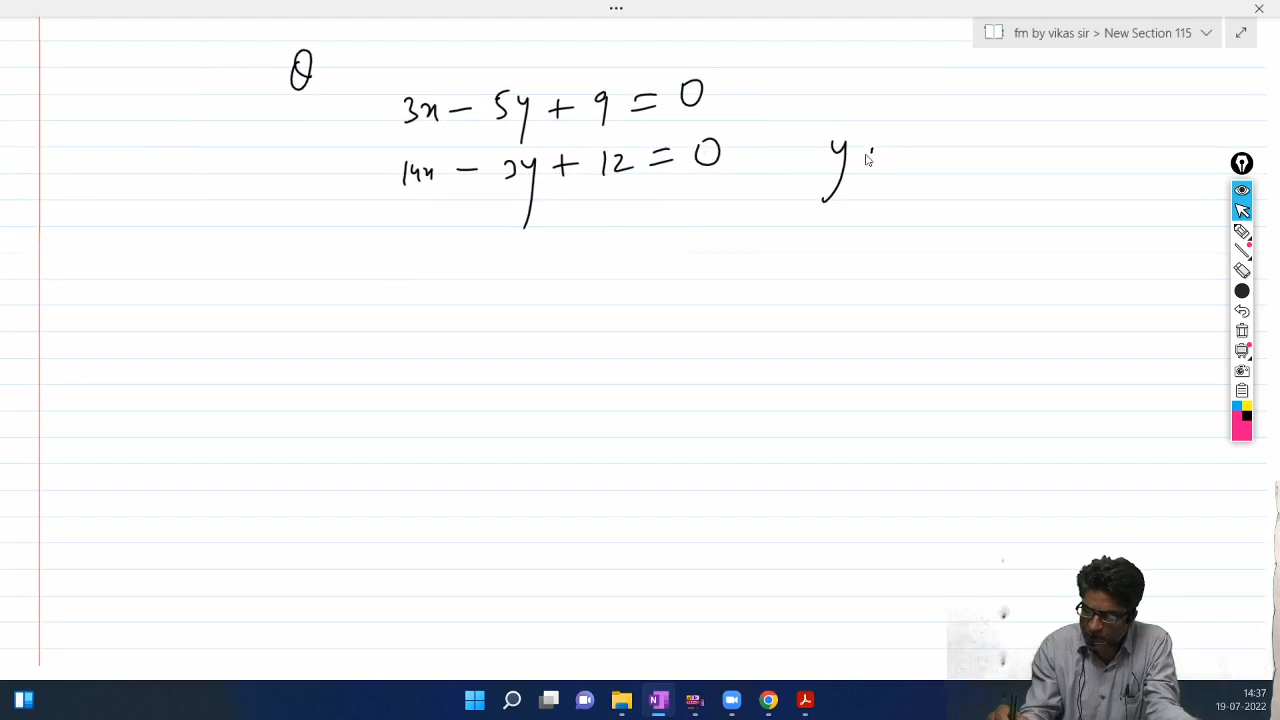 fm by vikas sir > New Section 115
Q
3x - 5y + 9 = 0
14x - 3y + 12 = 0
y
14:37
19-07-2022